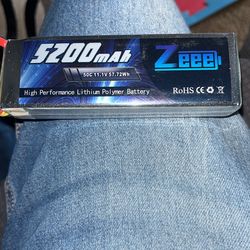 5200mAh
Zeee
50C 11.1V 57.72Wh
High Performance Lithium Polymer Battery
RoHS CE